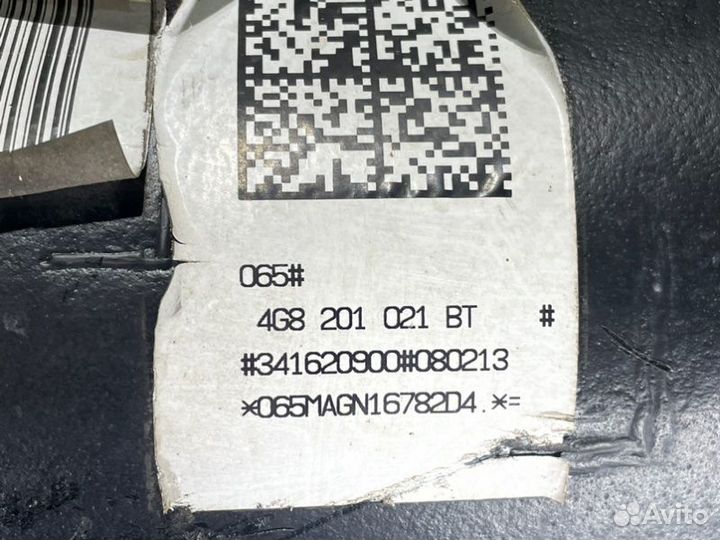 065#
4G8 201 021 BT #
#341620900#080213
*065MAGN16782D4.*=
Avito